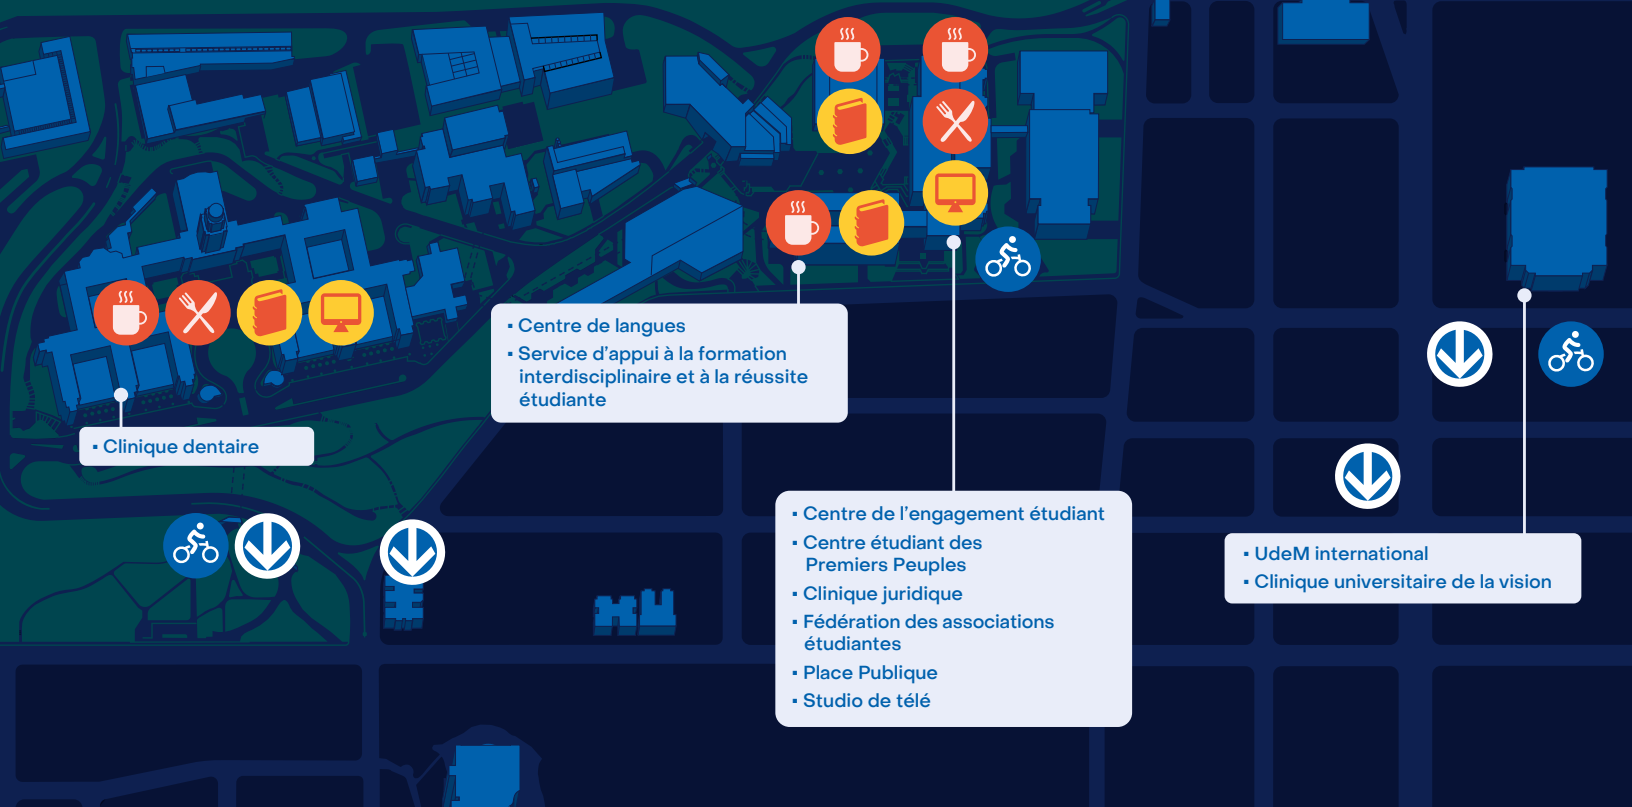 ▪ Centre de langues
▪ Service d’appui à la formation
interdisciplinaire et à la réussite
étudiante
▪ Clinique dentaire
▪ Centre de l’engagement étudiant
▪ Centre étudiant des
Premiers Peuples
▪ Clinique juridique
▪ Fédération des associations
étudiantes
▪ Place Publique
▪ Studio de télé
▪ UdeM international
▪ Clinique universitaire de la vision